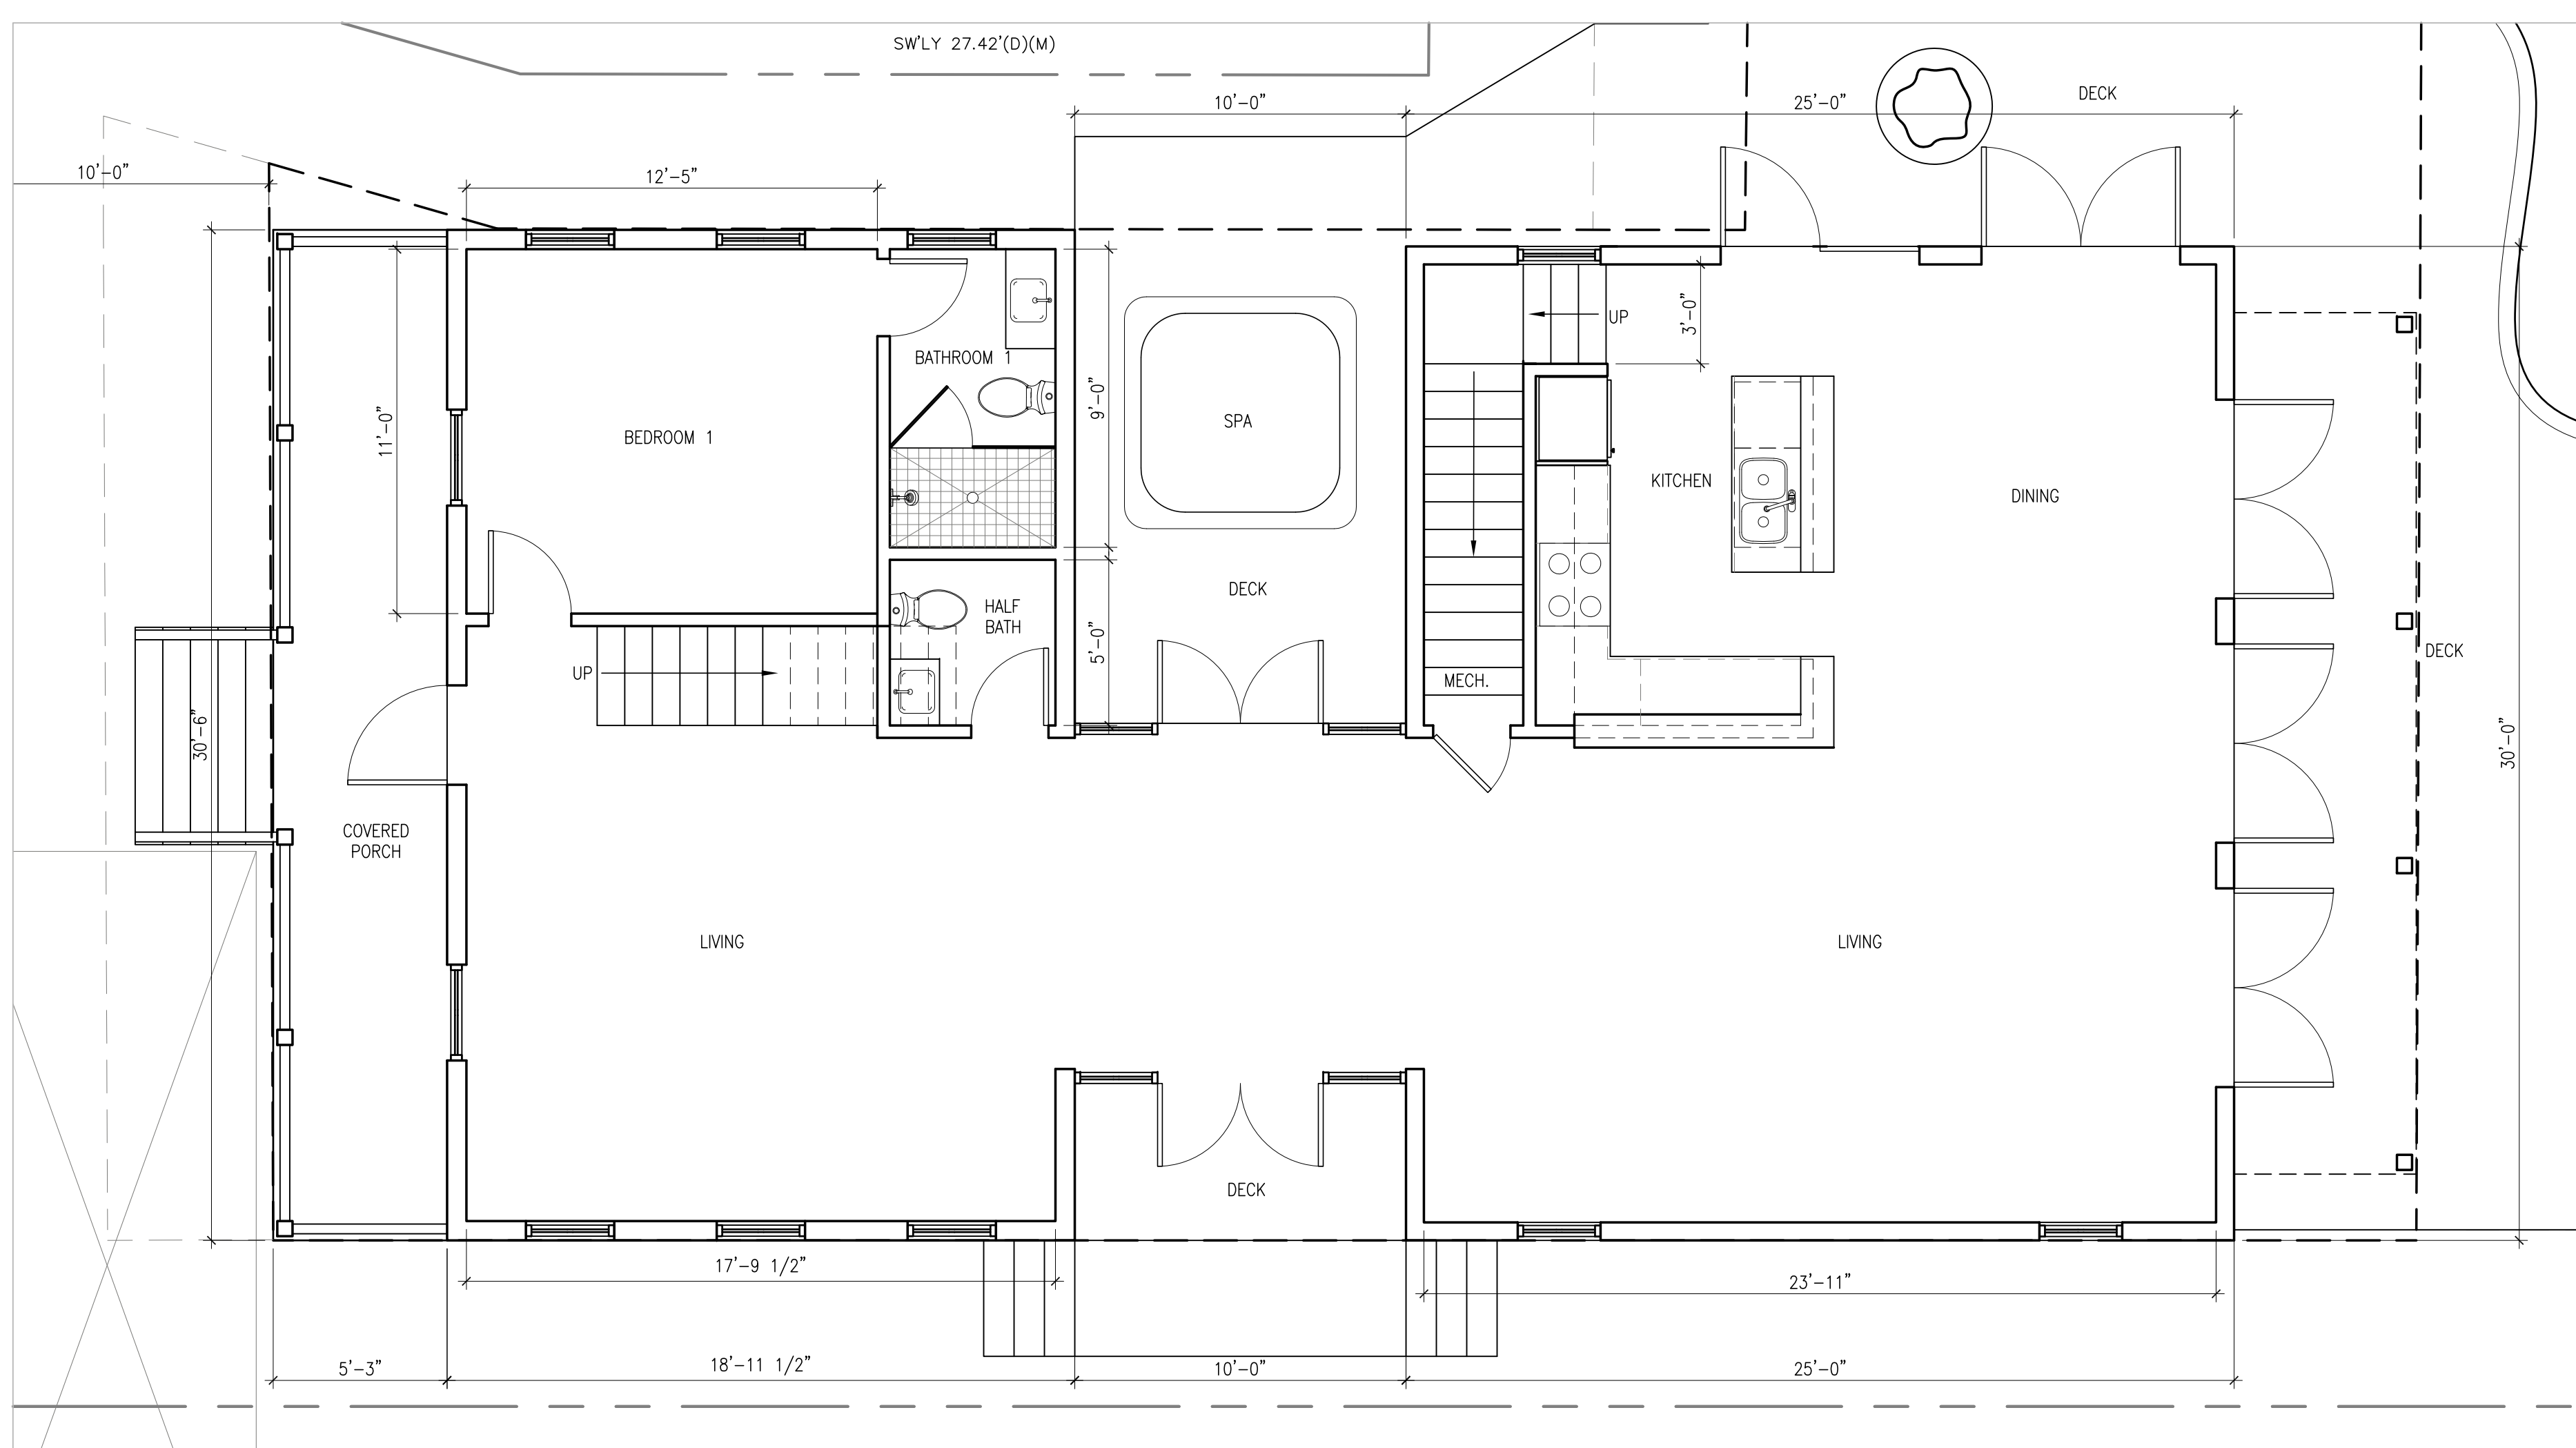 SW'LY 27.42'(D)(M)
DECK
10'-0"
25'-0"
10'-0"
12'-5"
3'-0"
UP
BATHROOM 1
11'-0"
9'-0"
BEDROOM 1
SPA
KITCHEN
DINING
DECK
HALF
BATH
5'-0"
DECK
UP
MECH.
30'-6"
30'-0"
COVERED
PORCH
LIVING
LIVING
DECK
17'-9 1/2"
23'-11"
5'-3"
18'-11 1/2"
10'-0"
25'-0"